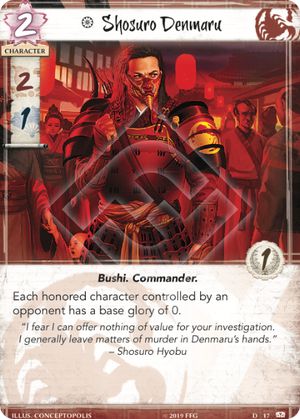 2
Shosuro Denmaru
CHARACTER
2
1
1
Bushi. Commander.
Each honored character controlled by an
opponent has a base glory of 0.
"I fear I can offer nothing of value for your investigation.
I generally leave matters of murder in Denmaru's hands."
– Shosuro Hyobu
ILLUS. CONCEPTOPOLIS © 2019 FFG D 17